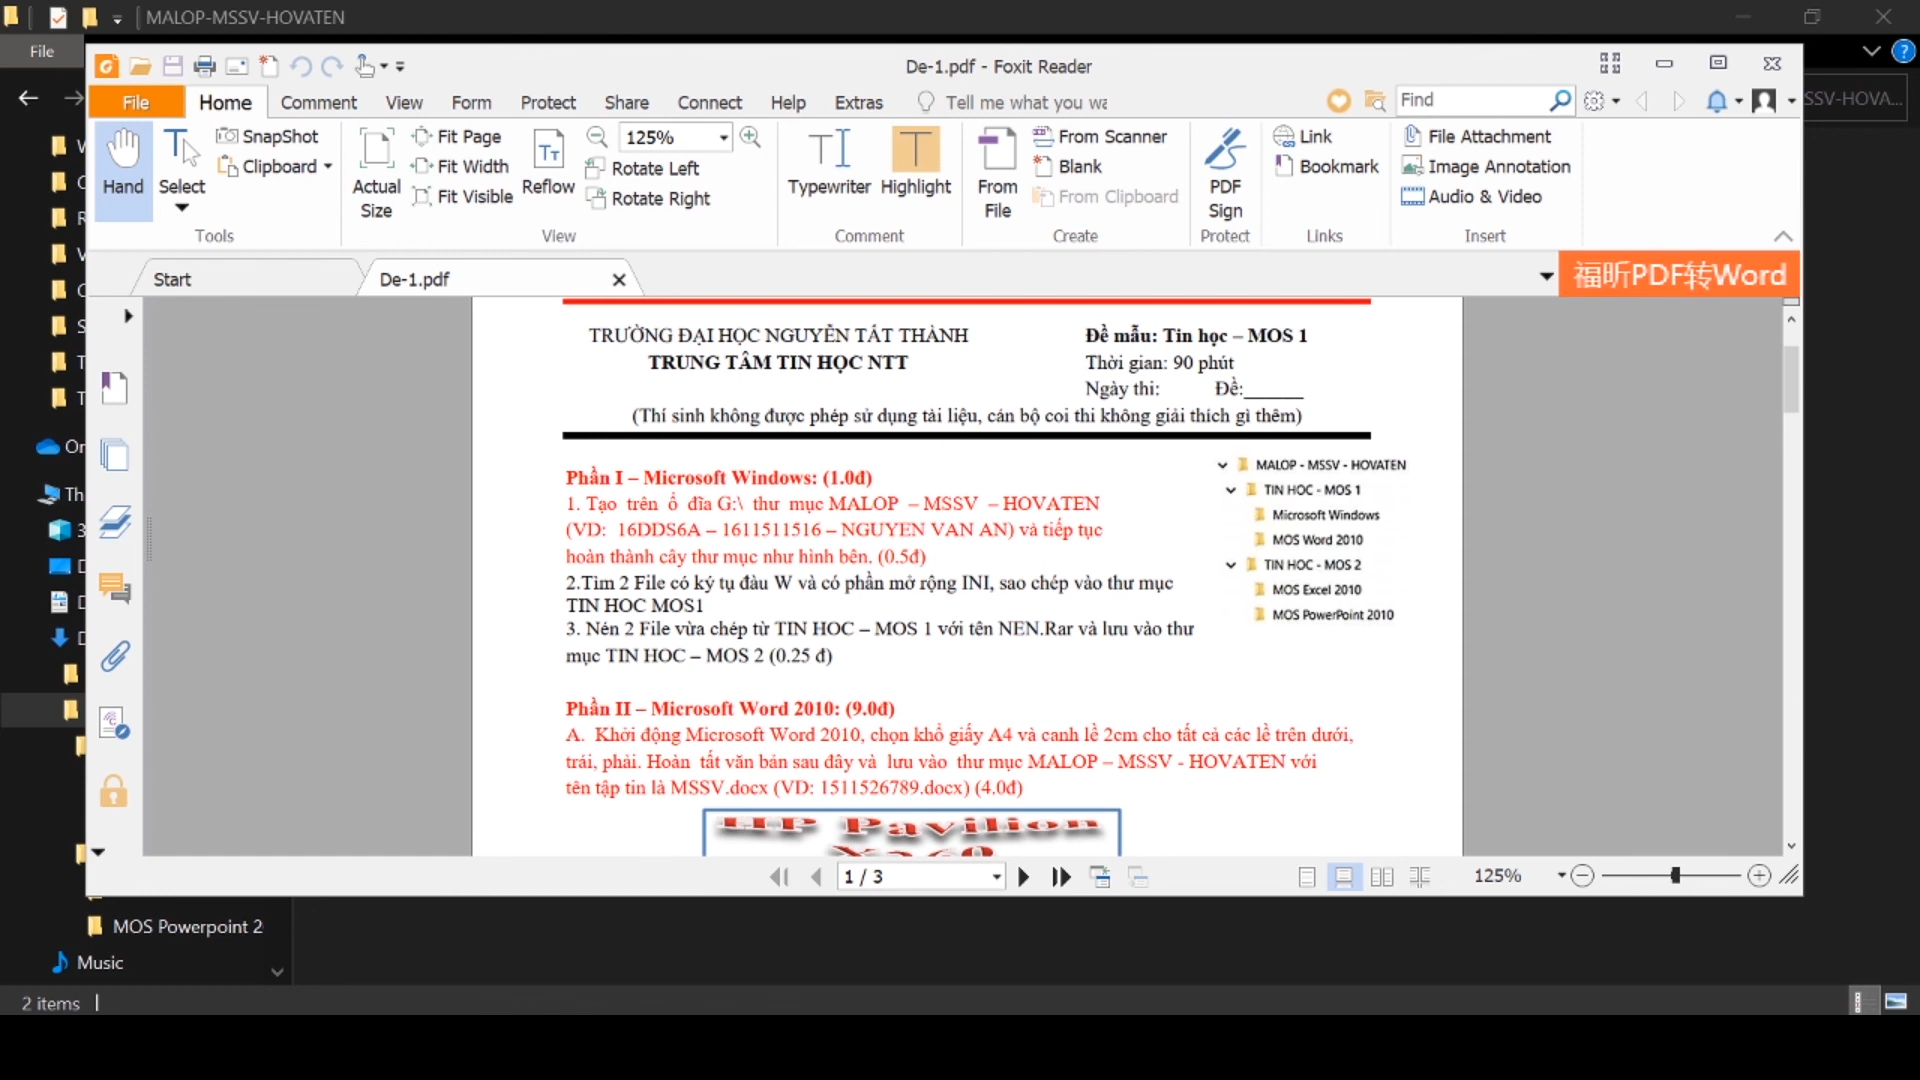 MALOP-MSSV-HOVATEN
File
De-1.pdf - Foxit Reader
File Home Comment View Form Protect Share Connect Help Extras Tell me what you wa
Find
SSV-HOVA...
Hand
Select
Tools
SnapShot
Clipboard
Actual Size
Fit Page
Fit Width
Fit Visible
Reflow
125%
Rotate Left
Rotate Right
View
Typewriter
Highlight
Comment
From File
From Scanner
Blank
From Clipboard
Create
PDF Sign
Protect
Link
Bookmark
Links
File Attachment
Image Annotation
Audio & Video
Insert
Start
De-1.pdf
福昕PDF转Word
TRƯỜNG ĐẠI HỌC NGUYỄN TẤT THÀNH
TRUNG TÂM TIN HỌC NTT
Đề mẫu: Tin học – MOS 1
Thời gian: 90 phút
Ngày thi: Đề:______
(Thí sinh không được phép sử dụng tài liệu, cán bộ coi thi không giải thích gì thêm)
Phần I – Microsoft Windows: (1.0đ)
1. Tạo trên ổ đĩa G:\ thư mục MALOP – MSSV – HOVATEN
(VD: 16DDS6A – 1611511516 – NGUYEN VAN AN) và tiếp tục
hoàn thành cây thư mục như hình bên. (0.5đ)
2.Tìm 2 File có ký tự đầu W và có phần mở rộng INI, sao chép vào thư mục
TIN HOC MOS1
3. Nén 2 File vừa chép từ TIN HOC – MOS 1 với tên NEN.Rar và lưu vào thư
mục TIN HOC – MOS 2 (0.25 đ)
MALOP - MSSV - HOVATEN
TIN HOC - MOS 1
Microsoft Windows
MOS Word 2010
TIN HOC - MOS 2
MOS Excel 2010
MOS PowerPoint 2010
Phần II – Microsoft Word 2010: (9.0đ)
A. Khởi động Microsoft Word 2010, chọn khổ giấy A4 và canh lề 2cm cho tất cả các lề trên dưới,
trái, phải. Hoàn tất văn bản sau đây và lưu vào thư mục MALOP – MSSV - HOVATEN với
tên tập tin là MSSV.docx (VD: 1511526789.docx) (4.0đ)
HP Pavilion
X360
1 / 3
125%
MOS Powerpoint 2
Music
2 items